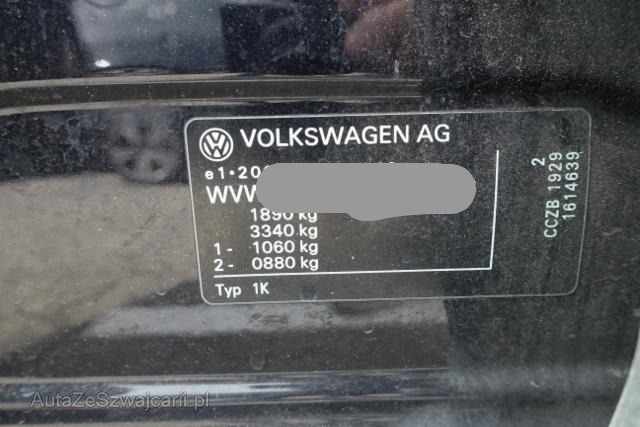 VOLKSWAGEN AG
e1*20
WVW
1890 kg
3340 kg
1- 1060 kg
2- 0880 kg
Typ 1K
2
CCZB 1929
1614639
AutaZeSzwajcarii.pl